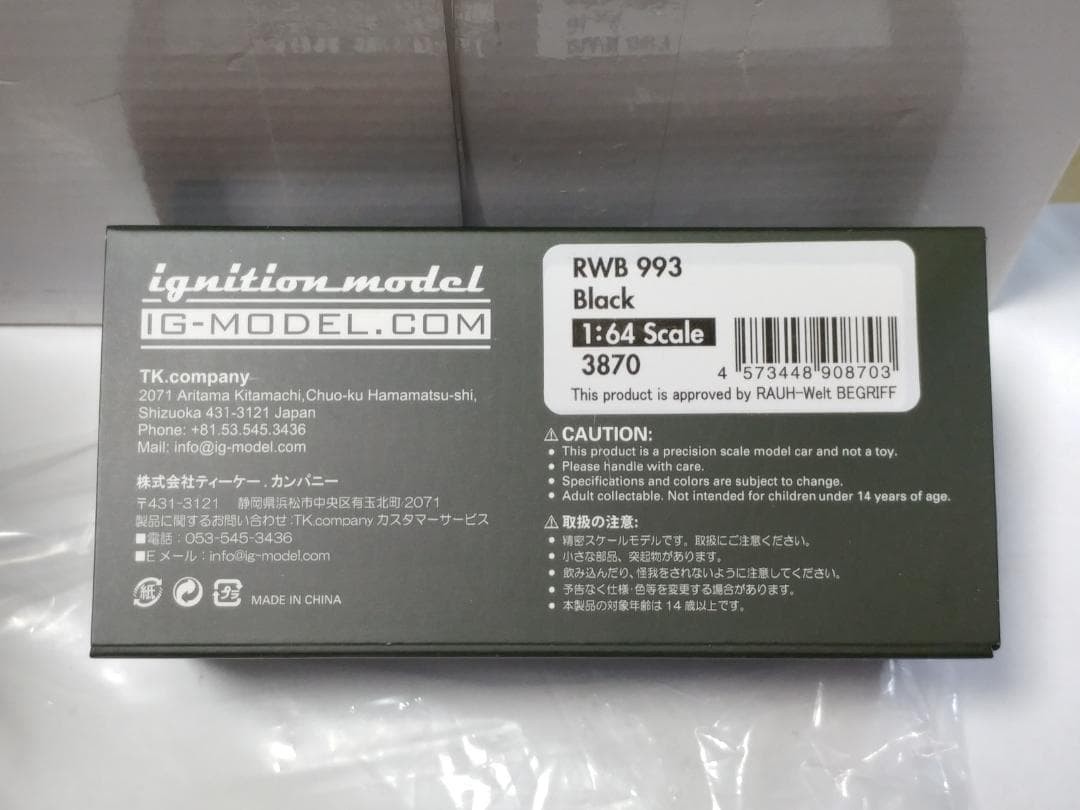 ignition model
IG-MODEL.COM
TK.company
2071 Aritama Kitamachi,Chuo-ku Hamamatsu-shi,
Shizuoka 431-3121 Japan
Phone: +81.53.545.3436
Mail: info@ig-model.com
株式会社ティーケー.カンパニー
〒431-3121 静岡県浜松市中央区有玉北町2071
製品に関するお問い合わせ:TK.company カスタマーサービス
■電話:053-545-3436
■Eメール:info@ig-model.com
紙
プラ
MADE IN CHINA
RWB 993
Black
1:64 Scale
3870
4 573448 908703
This product is approved by RAUH-Welt BEGRIFF
⚠ CAUTION:
● This product is a precision scale model car and not a toy.
● Please handle with care.
● Specifications and colors are subject to change.
● Adult collectable. Not intended for children under 14 years of age.
⚠ 取扱の注意:
● 精密スケールモデルです。取扱にご注意ください。
● 小さな部品、突起物があります。
● 飲み込んだり、怪我をされないように注意してください。
● 予告なく仕様・色等を変更する場合があります。
● 本製品の対象年齢は14歳以上です。